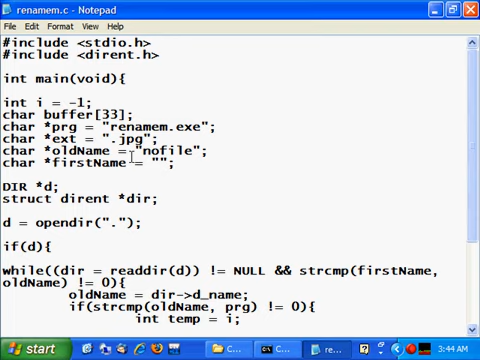 renamem.c - Notepad
File Edit Format View Help
#include <stdio.h>
#include <dirent.h>
int main(void){
int i = -1;
char buffer[33];
char *prg = "renamem.exe";
char *ext = ".jpg";
char *oldName = "nofile";
char *firstName = "";
DIR *d;
struct dirent *dir;
d = opendir(".");
if(d){
while((dir = readdir(d)) != NULL && strcmp(firstName,
oldName) != 0){
oldName = dir->d_name;
if(strcmp(oldName, prg) != 0){
int temp = i;
start C... C:\... re... 3:44 AM